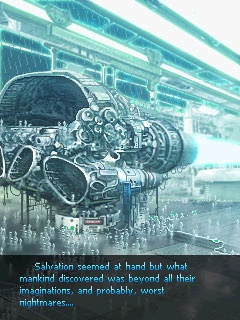 Salvation seemed at hand but what
mankind discovered was beyond all their
imaginations, and probably, worst
nightmares....